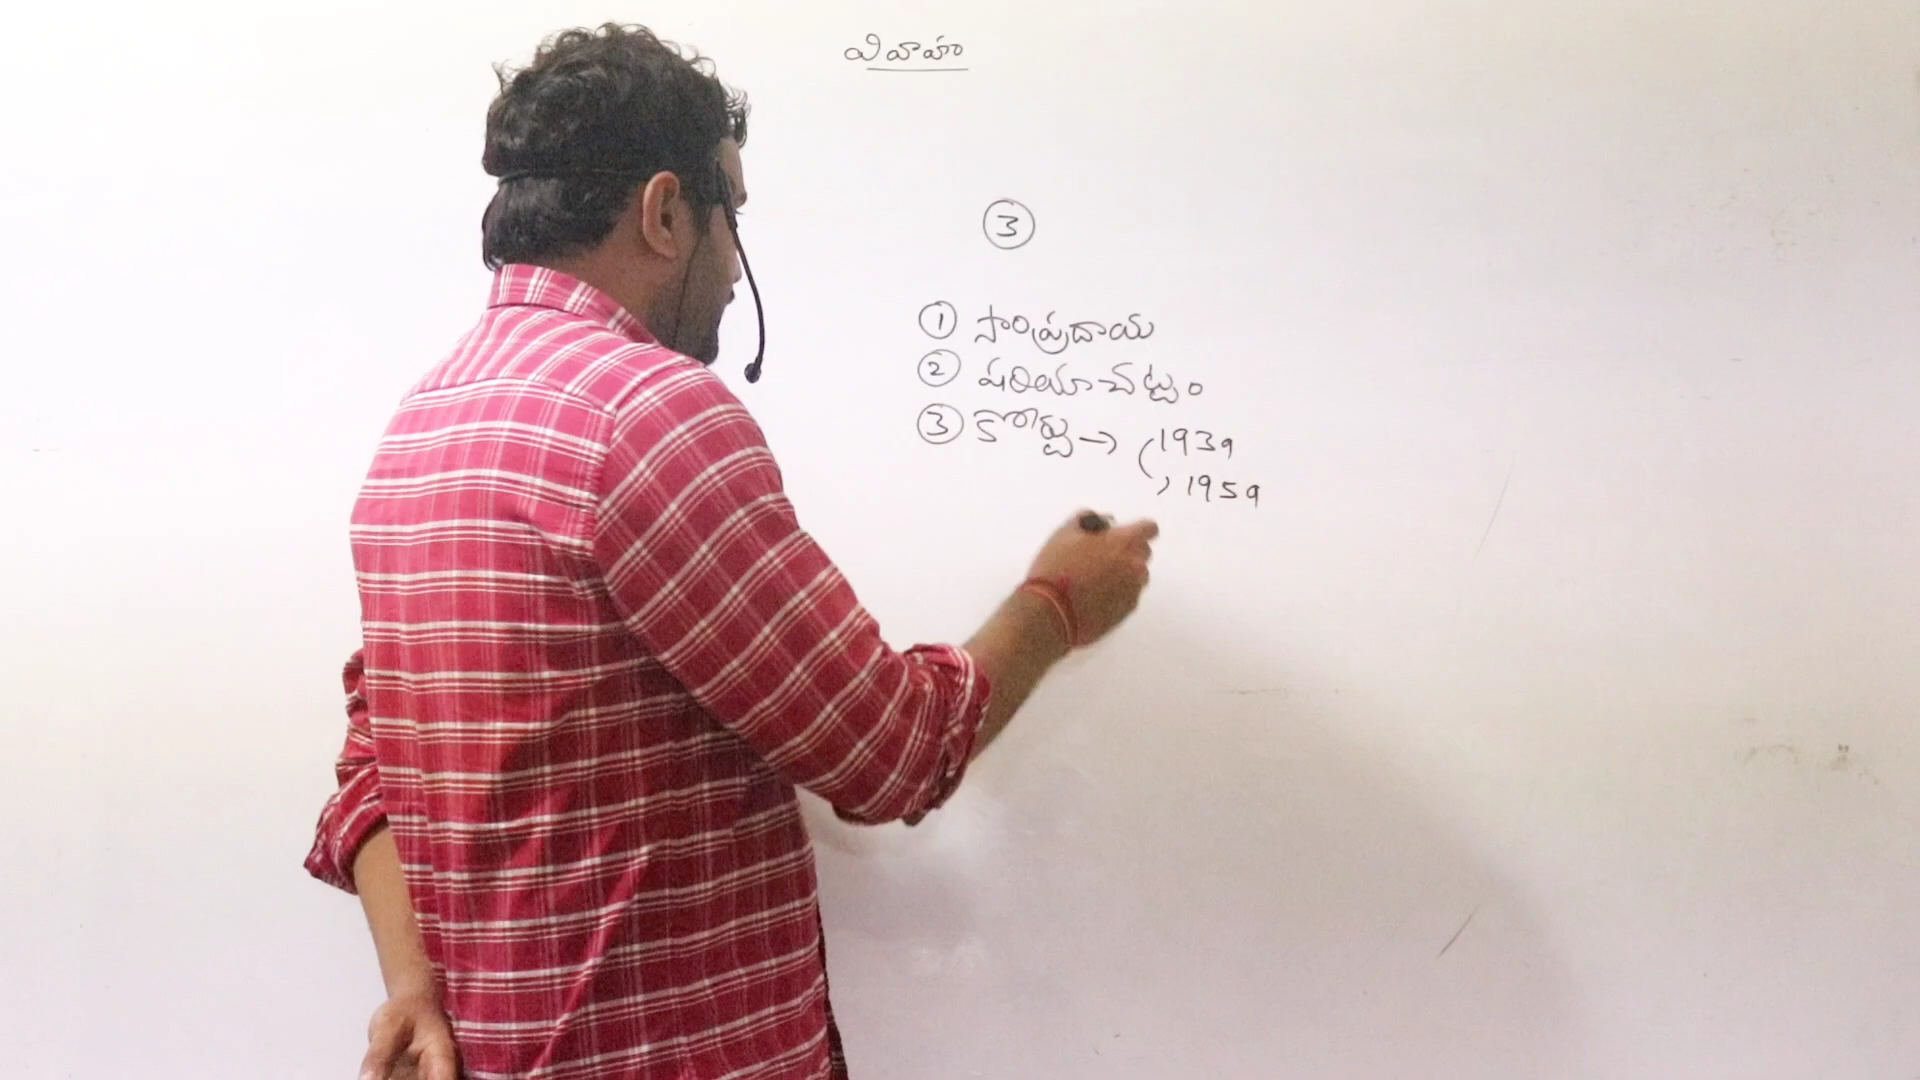 వివాహం
3
1 సాంప్రదాయ
2 షరియా చట్టం
3 కోర్టు → (1939
, 1959